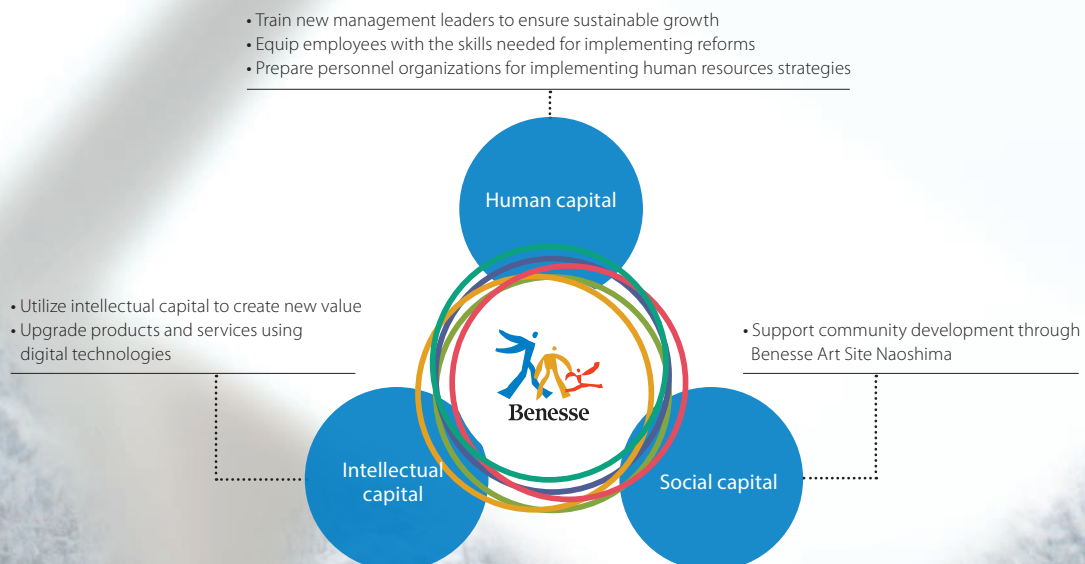 • Train new management leaders to ensure sustainable growth
• Equip employees with the skills needed for implementing reforms
• Prepare personnel organizations for implementing human resources strategies
Human capital
• Utilize intellectual capital to create new value
• Upgrade products and services using
digital technologies
• Support community development through
Benesse Art Site Naoshima
Benesse
Intellectual
capital
Social capital